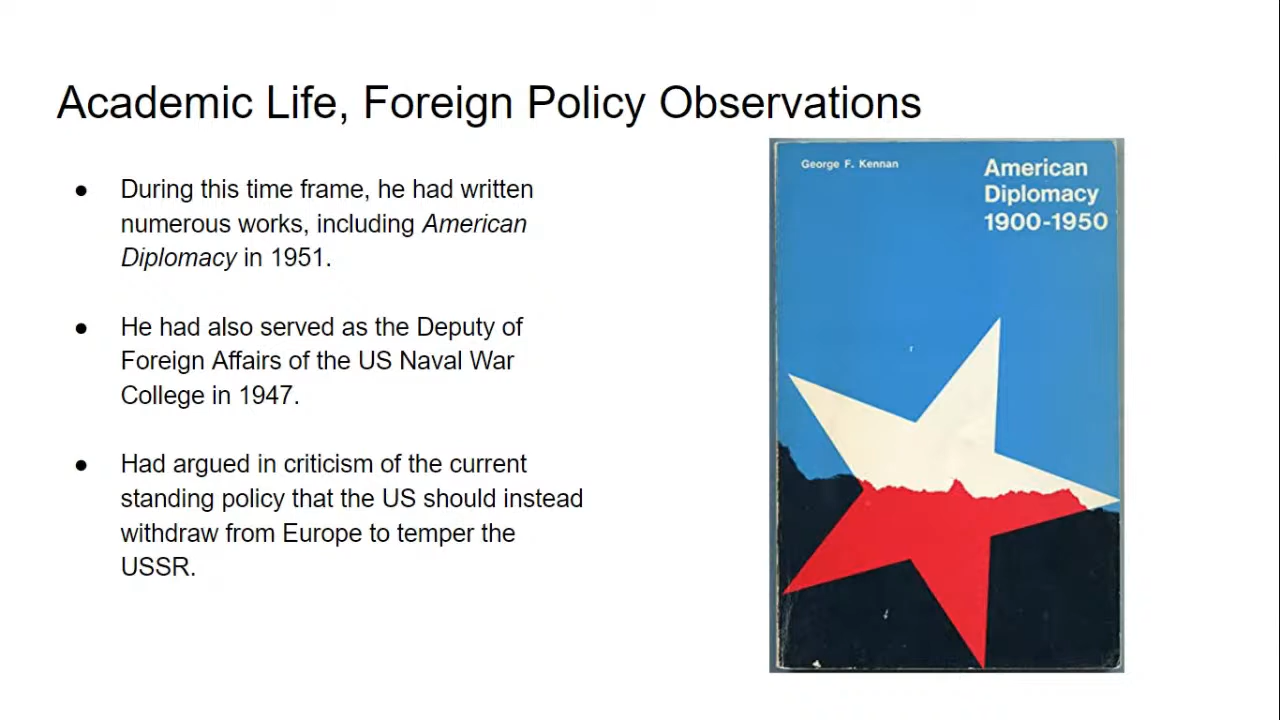 Academic Life, Foreign Policy Observations
● During this time frame, he had written
numerous works, including American
Diplomacy in 1951.
● He had also served as the Deputy of
Foreign Affairs of the US Naval War
College in 1947.
● Had argued in criticism of the current
standing policy that the US should instead
withdraw from Europe to temper the
USSR.
George F. Kennan
American
Diplomacy
1900-1950